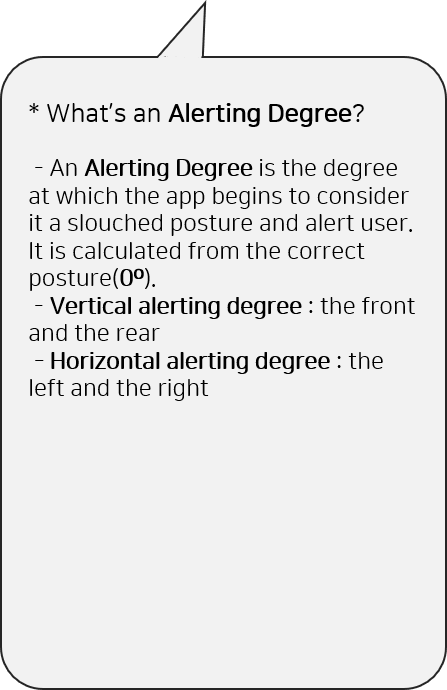 * What's an Alerting Degree?
- An Alerting Degree is the degree
at which the app begins to consider
it a slouched posture and alert user.
It is calculated from the correct
posture(0º).
- Vertical alerting degree : the front
and the rear
- Horizontal alerting degree : the
left and the right